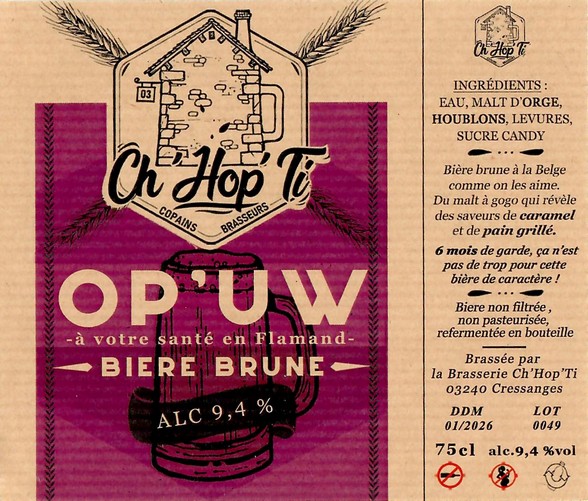 03
Ch'Hop'Ti
COPAINS BRASSEURS
OP'UW
-à votre santé en Flamand-
BIERE BRUNE
ALC 9,4 %
Ch'Hop'Ti
INGRÉDIENTS :
EAU, MALT D'ORGE,
HOUBLONS, LEVURES,
SUCRE CANDY
Bière brune à la Belge
comme on les aime.
Du malt à gogo qui révèle
des saveurs de caramel
et de pain grillé.
6 mois de garde, ça n'est
pas de trop pour cette
bière de caractère !
Biere non filtrée ,
non pasteurisée,
refermentée en bouteille
Brassée par
la Brasserie Ch'Hop'Ti
03240 Cressanges
DDM LOT
01/2026 0049
75cl alc.9,4 %vol